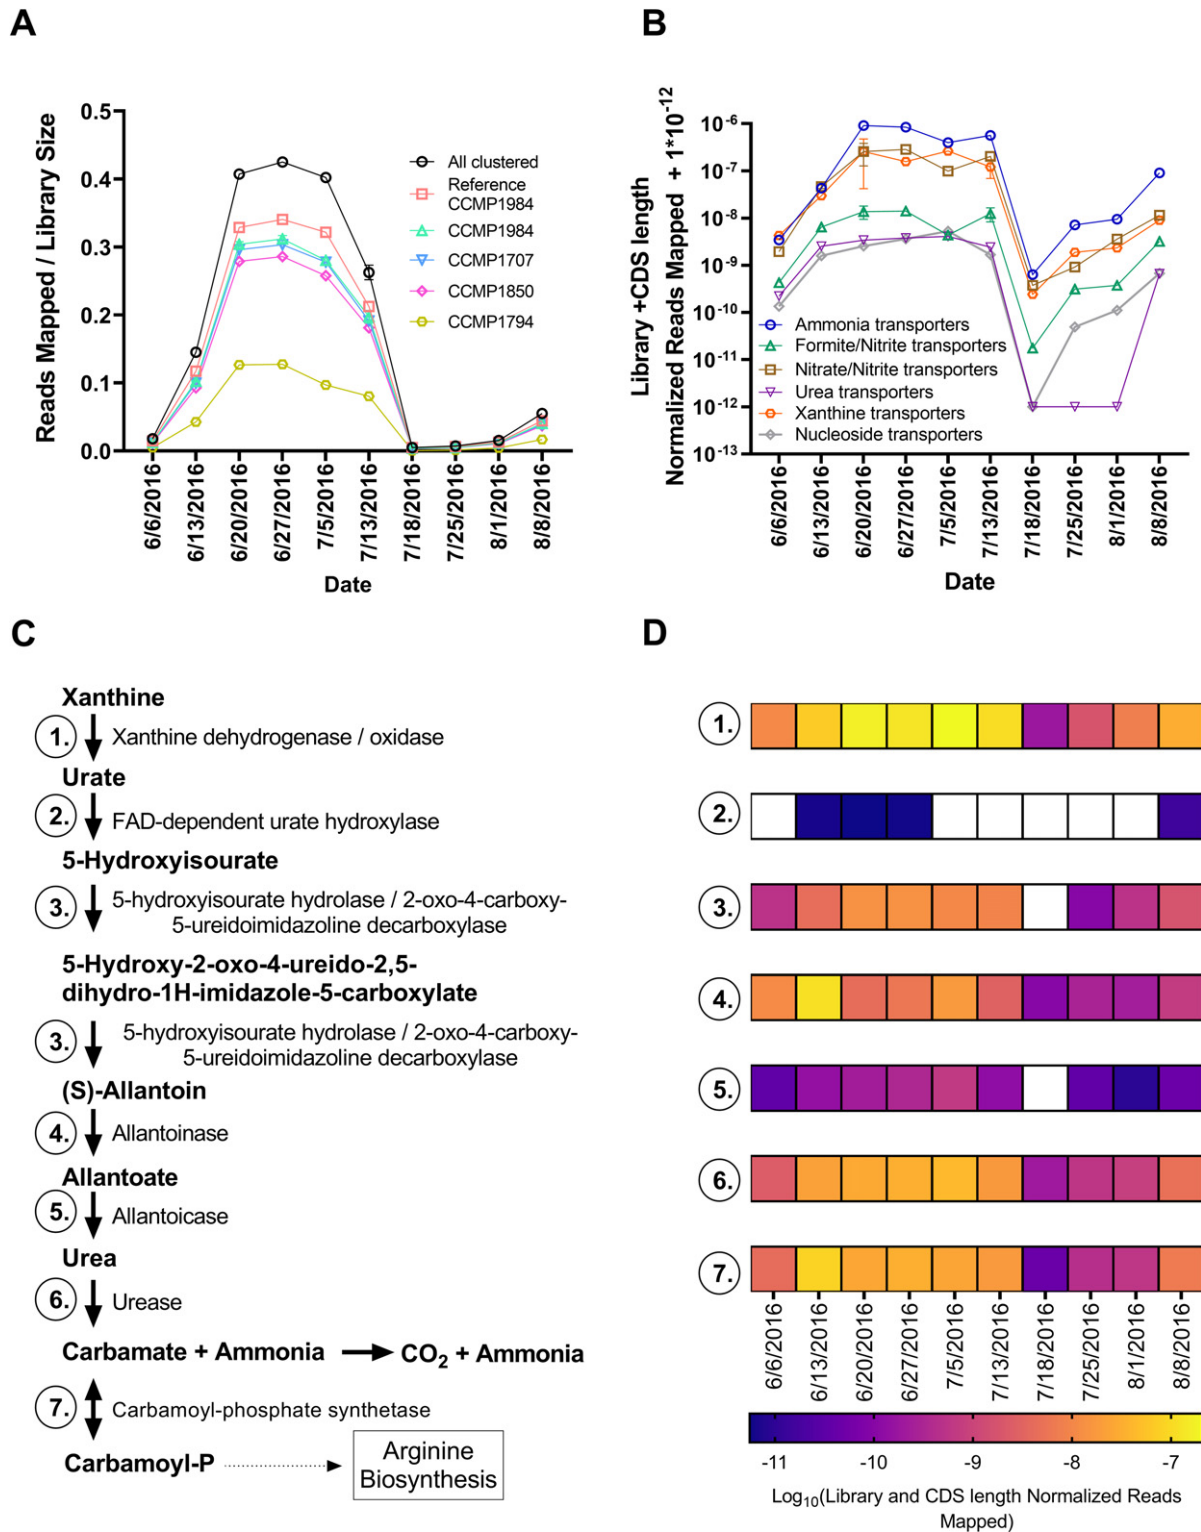 A
Reads Mapped / Library Size
0.5
0.4
0.3
0.2
0.1
0.0
All clustered
Reference
CCMP1984
CCMP1984
CCMP1707
CCMP1850
CCMP1794
6/6/2016
6/13/2016
6/20/2016
6/27/2016
7/5/2016
7/13/2016
7/18/2016
7/25/2016
8/1/2016
8/8/2016
Date
B
Library +CDS length
Normalized Reads Mapped + 1*10⁻¹²
10⁻⁶
10⁻⁷
10⁻⁸
10⁻⁹
10⁻¹⁰
10⁻¹¹
10⁻¹²
10⁻¹³
Ammonia transporters
Formite/Nitrite transporters
Nitrate/Nitrite transporters
Urea transporters
Xanthine transporters
Nucleoside transporters
6/6/2016
6/13/2016
6/20/2016
6/27/2016
7/5/2016
7/13/2016
7/18/2016
7/25/2016
8/1/2016
8/8/2016
Date
C
Xanthine
1. Xanthine dehydrogenase / oxidase
Urate
2. FAD-dependent urate hydroxylase
5-Hydroxyisourate
3. 5-hydroxyisourate hydrolase / 2-oxo-4-carboxy-
5-ureidoimidazoline decarboxylase
5-Hydroxy-2-oxo-4-ureido-2,5-
dihydro-1H-imidazole-5-carboxylate
3. 5-hydroxyisourate hydrolase / 2-oxo-4-carboxy-
5-ureidoimidazoline decarboxylase
(S)-Allantoin
4. Allantoinase
Allantoate
5. Allantoicase
Urea
6. Urease
Carbamate + Ammonia CO₂ + Ammonia
7. Carbamoyl-phosphate synthetase
Carbamoyl-P
Arginine
Biosynthesis
D
1.
2.
3.
4.
5.
6.
7.
6/6/2016
6/13/2016
6/20/2016
6/27/2016
7/5/2016
7/13/2016
7/18/2016
7/25/2016
8/1/2016
8/8/2016
-11 -10 -9 -8 -7
Log₁₀(Library and CDS length Normalized Reads
Mapped)